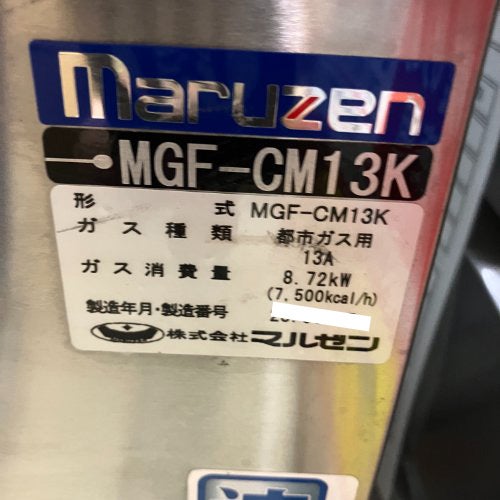 maruzen
MGF-CM13K
形式 MGF-CM13K
ガス種類 都市ガス用
13A
ガス消費量 8.72kW
(7.500kcal/h)
製造年月・製造番号
株式会社マルゼン